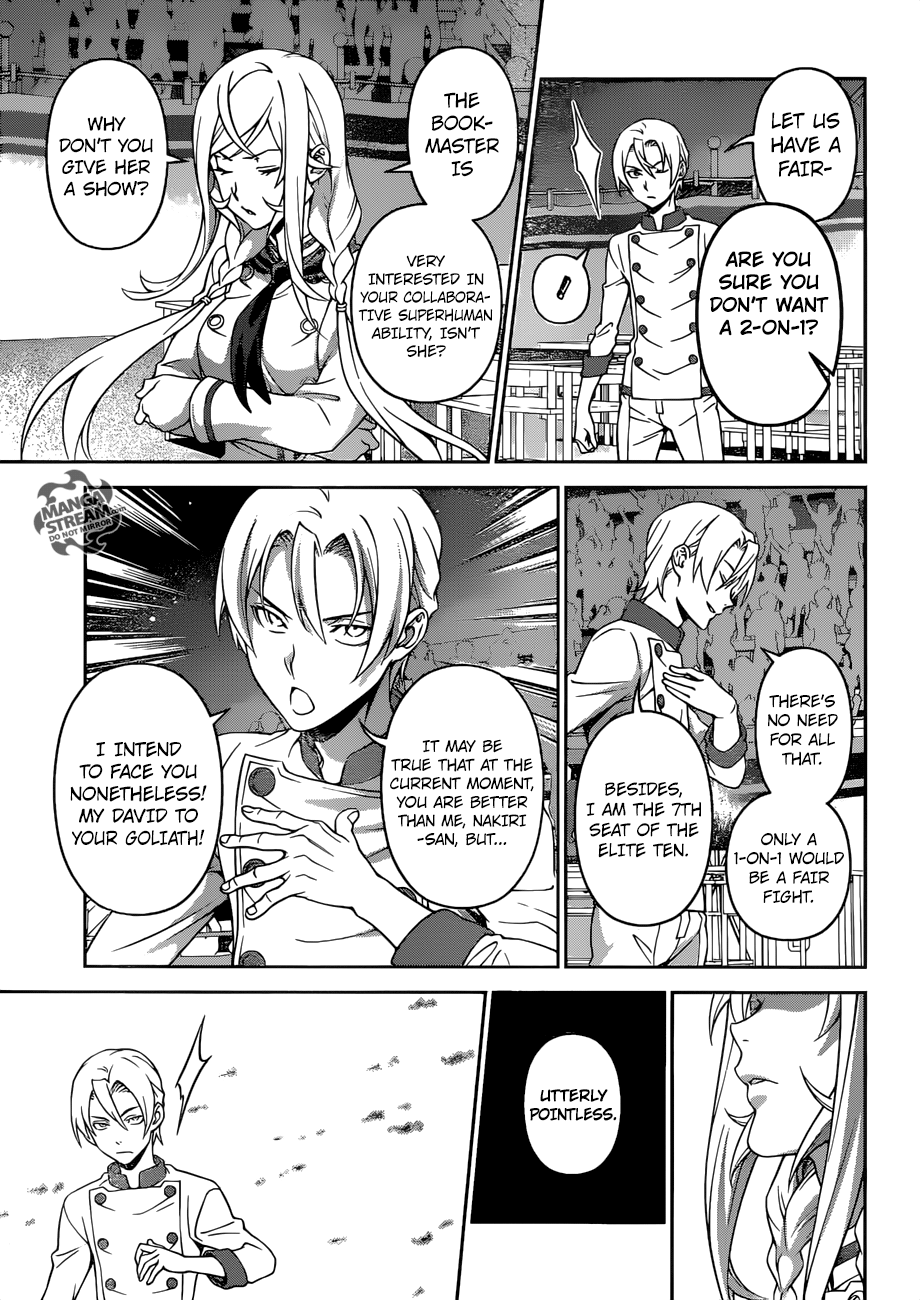 LET US
HAVE A
FAIR-
ARE YOU
SURE YOU
DON'T WANT
A 2-ON-1?
!
THE
BOOK-
MASTER
IS
VERY
INTERESTED IN
YOUR COLLABORA-
TIVE SUPERHUMAN
ABILITY, ISN'T
SHE?
WHY
DON'T YOU
GIVE HER
A SHOW?
THERE'S
NO NEED
FOR ALL
THAT.
ONLY A
1-ON-1 WOULD
BE A FAIR
FIGHT.
BESIDES,
I AM THE 7TH
SEAT OF THE
ELITE TEN.
MANGA
STREAM.com
DO NOT MIRROR
IT MAY BE
TRUE THAT AT THE
CURRENT MOMENT,
YOU ARE BETTER
THAN ME, NAKIRI
-SAN, BUT...
I INTEND
TO FACE YOU
NONETHELESS!
MY DAVID TO
YOUR GOLIATH!
UTTERLY
POINTLESS.